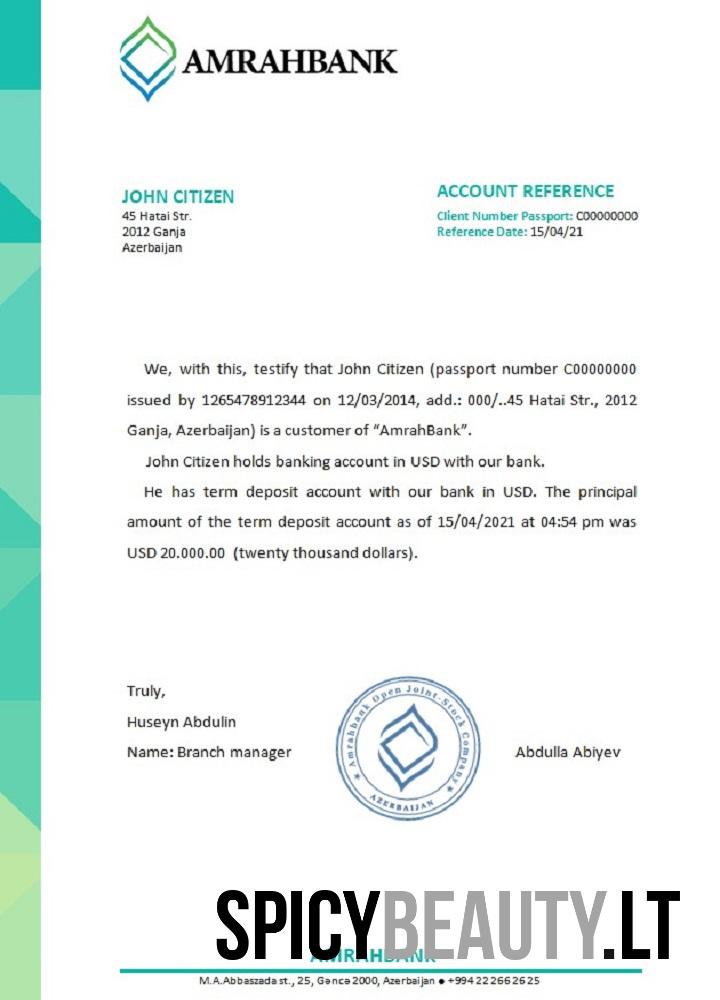 AMRAHBANK
JOHN CITIZEN
45 Hatai Str.
2012 Ganja
Azerbaijan
ACCOUNT REFERENCE
Client Number Passport: C00000000
Reference Date: 15/04/21
We, with this, testify that John Citizen (passport number C00000000
issued by 1265478912344 on 12/03/2014, add.: 000/..45 Hatai Str., 2012
Ganja, Azerbaijan) is a customer of “AmrahBank”.
John Citizen holds banking account in USD with our bank.
He has term deposit account with our bank in USD. The principal
amount of the term deposit account as of 15/04/2021 at 04:54 pm was
USD 20.000.00 (twenty thousand dollars).
Truly,
Huseyn Abdulin
Name: Branch manager
Amrahbank Open Joint-Stock Company
AZERBAIJAN
Abdulla Abiyev
SPICYBEAUTY.LT
AMRAHBANK
M.A.Abbaszada st., 25, Gəncə 2000, Azerbaijan ● +994 22 266 26 25